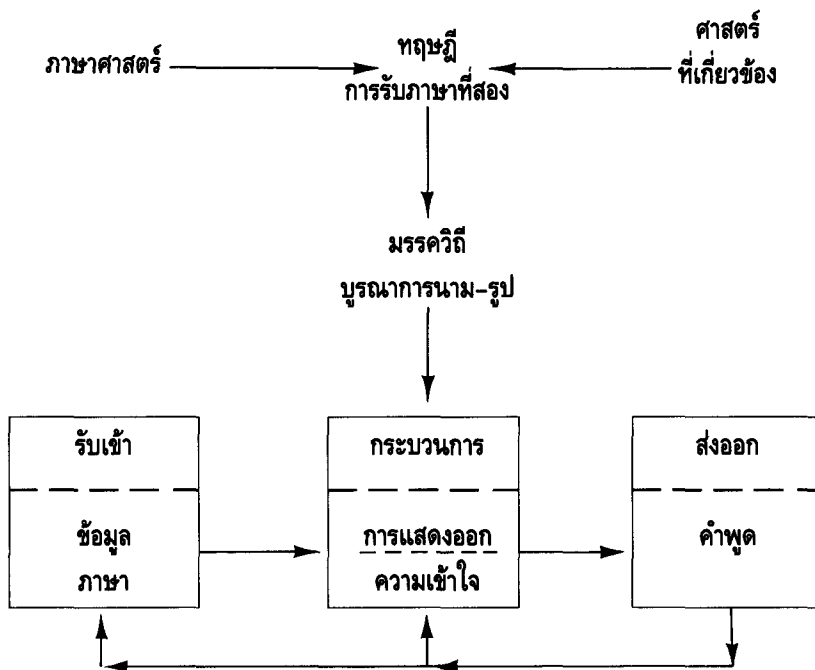 ภาษาศาสตร์
ทฤษฎี
การรับภาษาที่สอง
ศาสตร์
ที่เกี่ยวข้อง
มรรควิถี
บูรณาการนาม-รูป
รับเข้า
ข้อมูล
ภาษา
กระบวนการ
การแสดงออก
ความเข้าใจ
ส่งออก
คำพูด